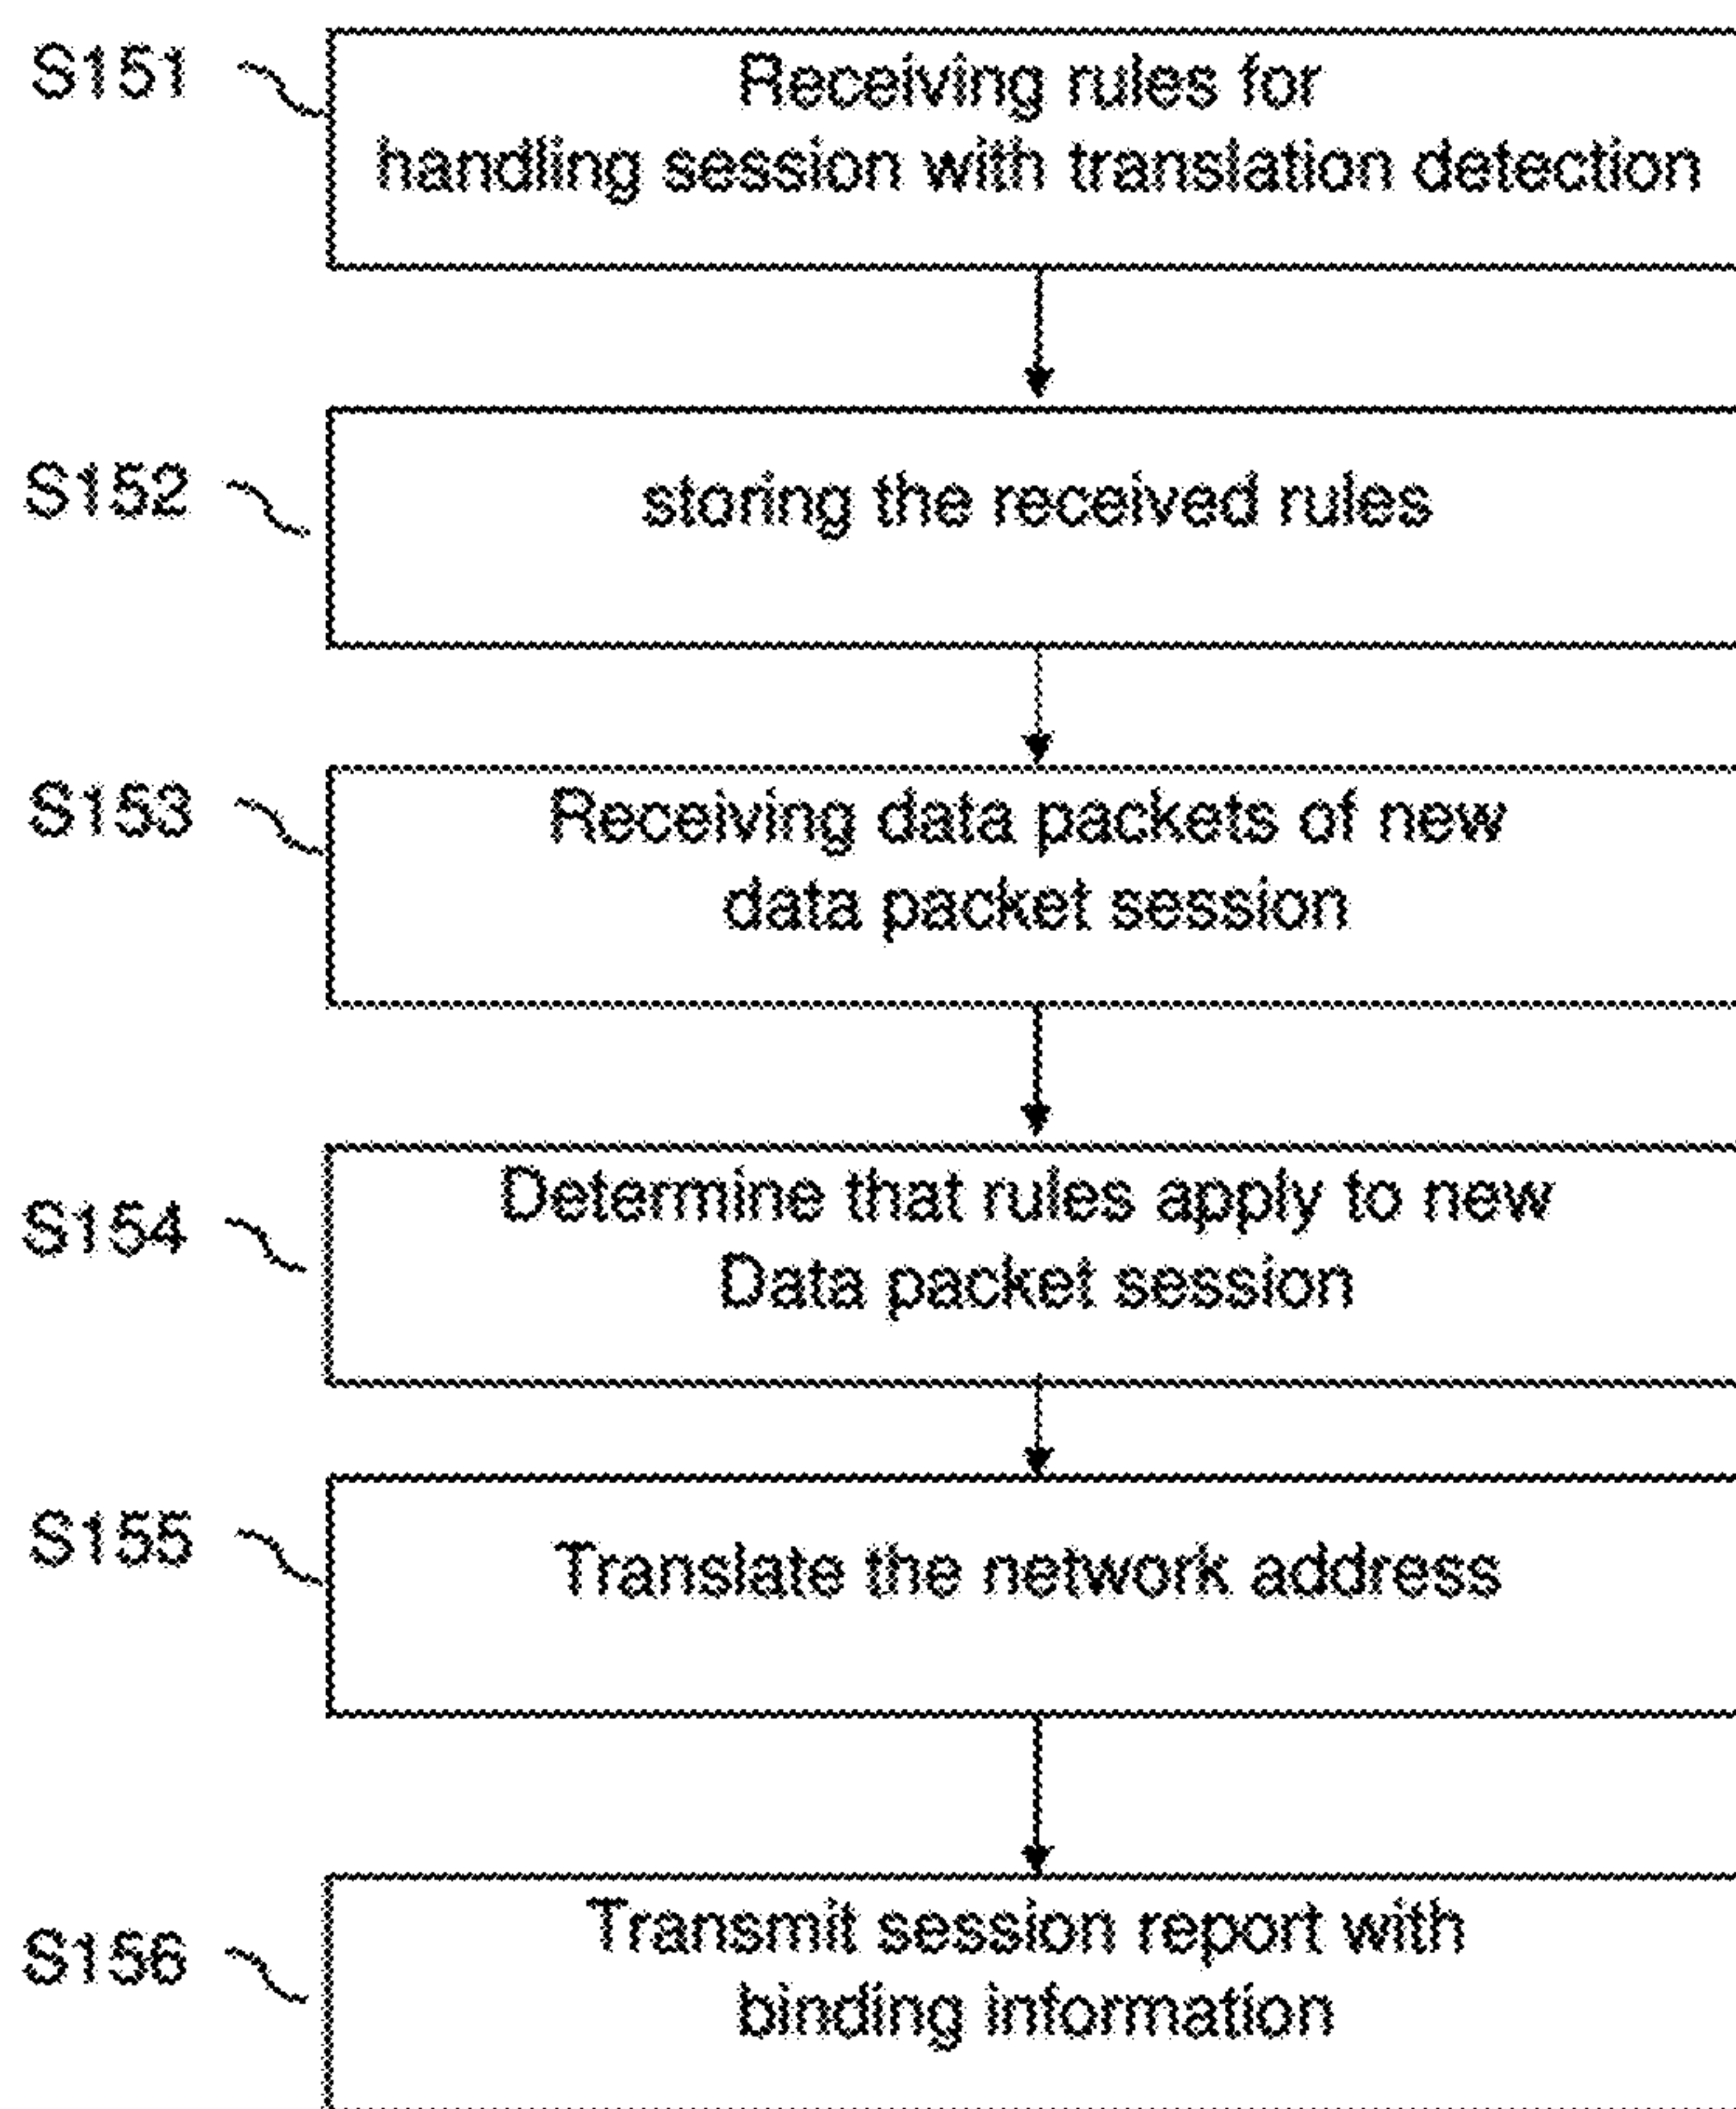 S151
Receiving rules for
handling session with translation detection
S152
storing the received rules
S153
Receiving data packets of new
data packet session
S154
Determine that rules apply to new
Data packet session
S155
Translate the network address
S156
Transmit session report with
binding information